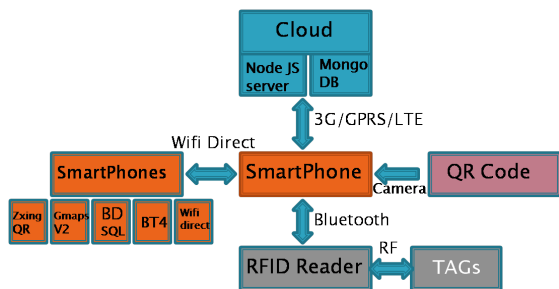 Cloud
Node JS
server
Mongo
DB
3G/GPRS/LTE
Wifi Direct
SmartPhones
SmartPhone
Camera
QR Code
Zxing
QR
Gmaps
V2
BD
SQL
BT4
Wifi
direct
Bluetooth
RFID Reader
RF
TAGs